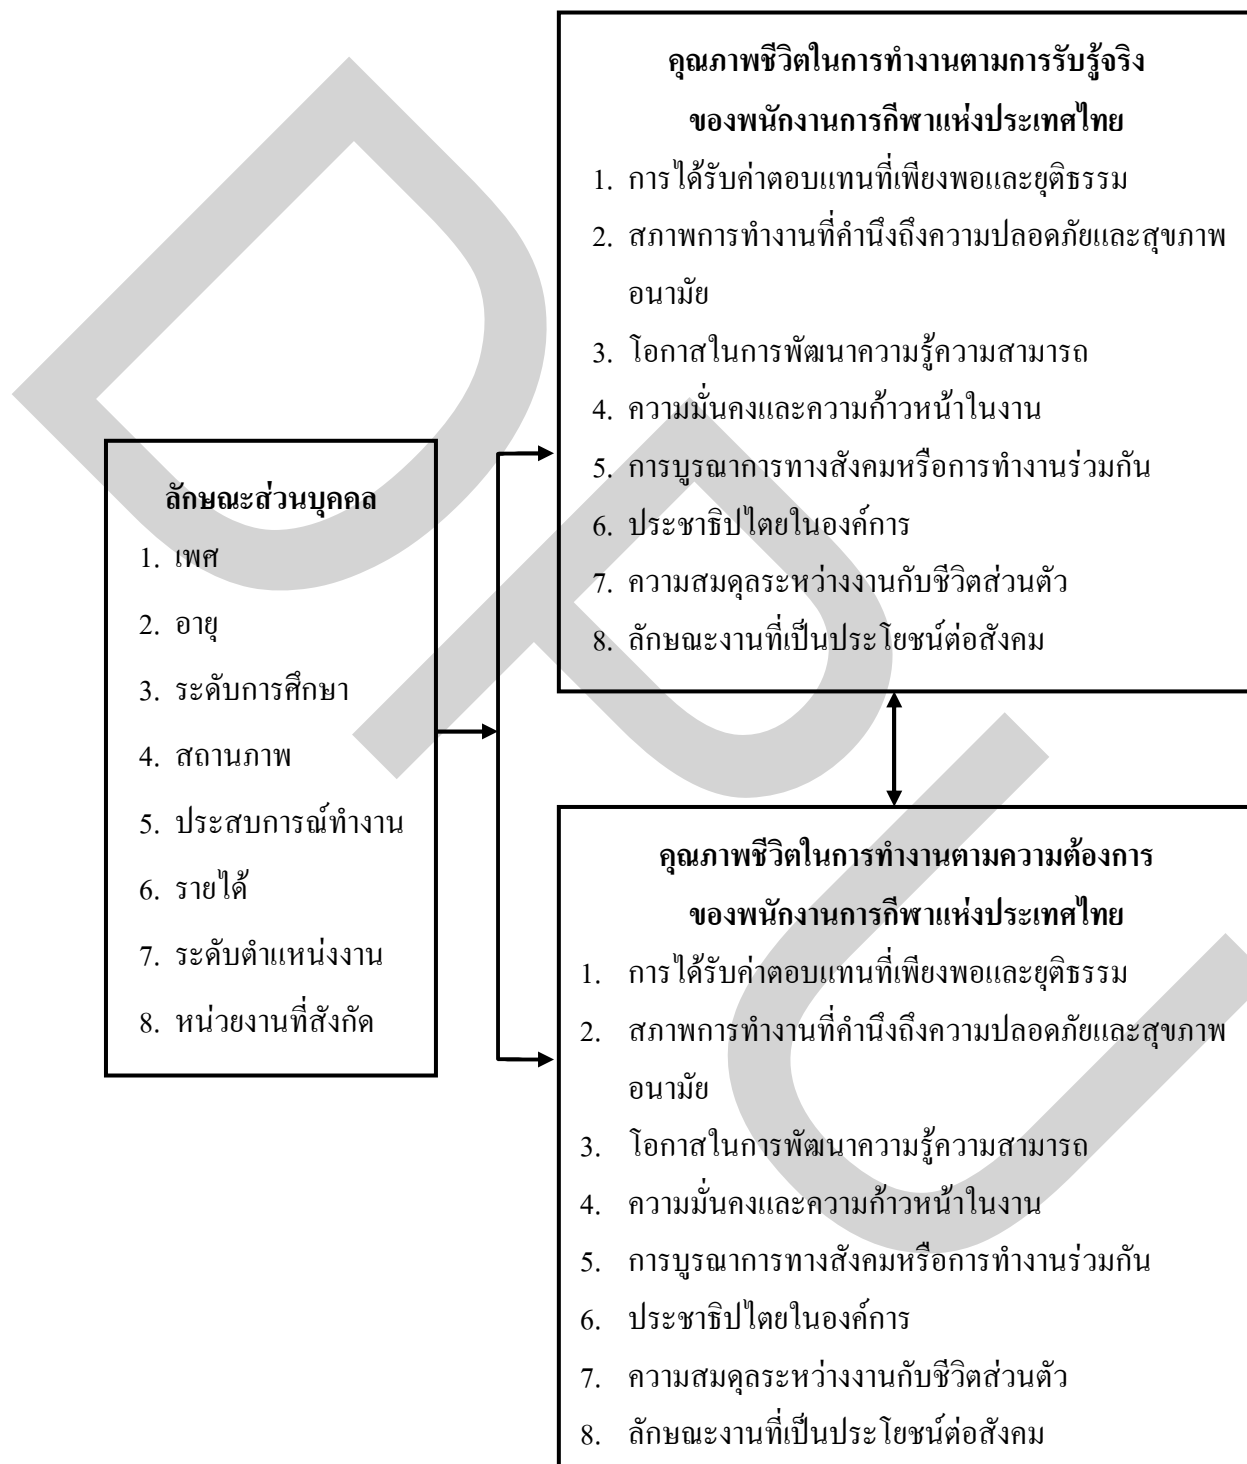 คุณภาพชีวิตในการทำงานตามการรับรู้จริง
ของพนักงานการกีฬาแห่งประเทศไทย
1. การได้รับค่าตอบแทนที่เพียงพอและยุติธรรม
2. สภาพการทำงานที่คำนึงถึงความปลอดภัยและสุขภาพ
อนามัย
3. โอกาสในการพัฒนาความรู้ความสามารถ
4. ความมั่นคงและความก้าวหน้าในงาน
5. การบูรณาการทางสังคมหรือการทำงานร่วมกัน
6. ประชาธิปไตยในองค์การ
7. ความสมดุลระหว่างงานกับชีวิตส่วนตัว
8. ลักษณะงานที่เป็นประโยชน์ต่อสังคม
ลักษณะส่วนบุคคล
1. เพศ
2. อายุ
3. ระดับการศึกษา
4. สถานภาพ
5. ประสบการณ์ทำงาน
6. รายได้
7. ระดับตำแหน่งงาน
8. หน่วยงานที่สังกัด
คุณภาพชีวิตในการทำงานตามความต้องการ
ของพนักงานการกีฬาแห่งประเทศไทย
1. การได้รับค่าตอบแทนที่เพียงพอและยุติธรรม
2. สภาพการทำงานที่คำนึงถึงความปลอดภัยและสุขภาพ
อนามัย
3. โอกาสในการพัฒนาความรู้ความสามารถ
4. ความมั่นคงและความก้าวหน้าในงาน
5. การบูรณาการทางสังคมหรือการทำงานร่วมกัน
6. ประชาธิปไตยในองค์การ
7. ความสมดุลระหว่างงานกับชีวิตส่วนตัว
8. ลักษณะงานที่เป็นประโยชน์ต่อสังคม
DPU